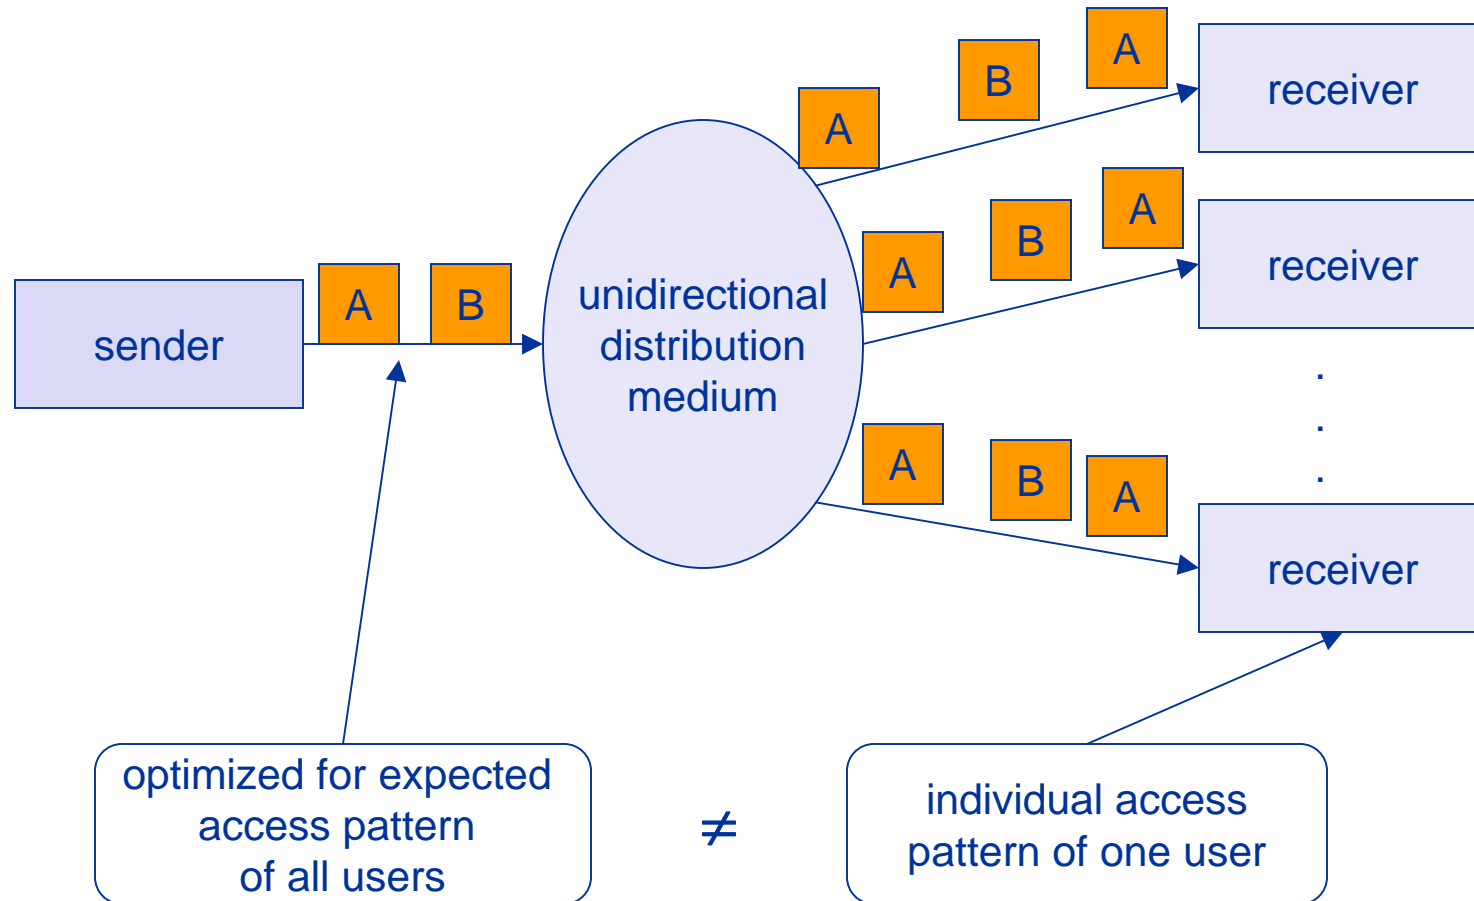 A
B
A
receiver
A
B
A
receiver
sender
A
B
unidirectional
distribution
medium
.
.
.
A
B
A
receiver
optimized for expected
access pattern
of all users
≠
individual access
pattern of one user